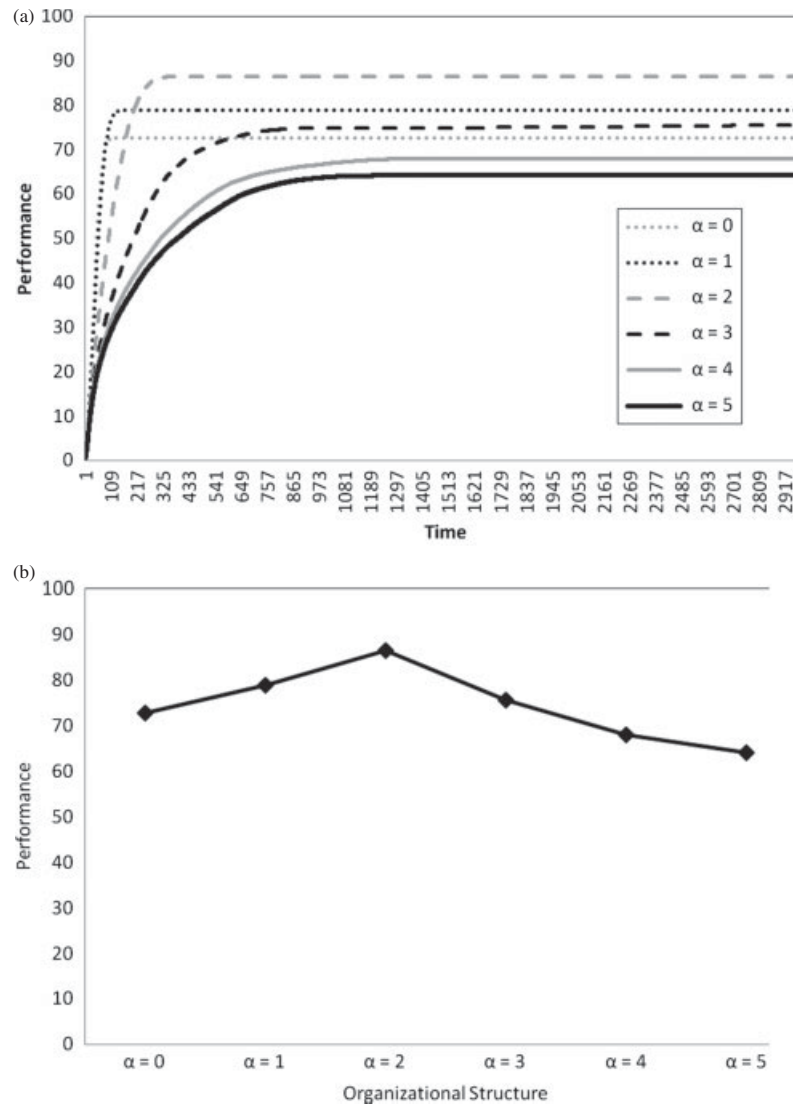 (a)
100
90
80
70
60
50
40
30
20
10
0
Performance
α = 0
α = 1
α = 2
α = 3
α = 4
α = 5
1 109 217 325 433 541 649 757 865 973 1081 1189 1297 1405 1513 1621 1729 1837 1945 2053 2161 2269 2377 2485 2593 2701 2809 2917
Time
(b)
100
90
80
70
60
50
40
30
20
10
0
Performance
α = 0 α = 1 α = 2 α = 3 α = 4 α = 5
Organizational Structure